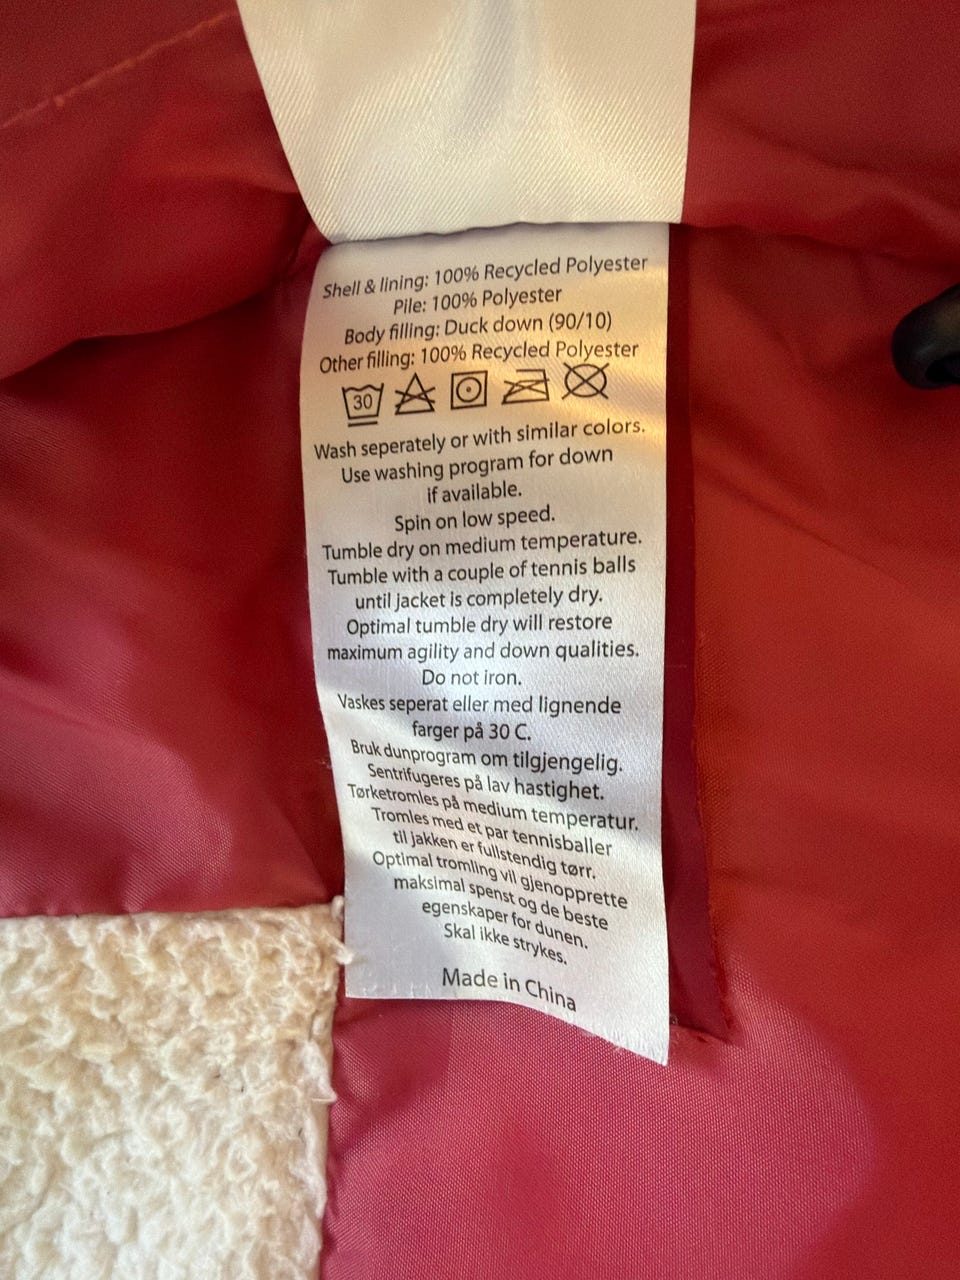 Shell & lining: 100% Recycled Polyester
Pile: 100% Polyester
Body filling: Duck down (90/10)
Other filling: 100% Recycled Polyester
30
Wash seperately or with similar colors.
Use washing program for down
if available.
Spin on low speed.
Tumble dry on medium temperature.
Tumble with a couple of tennis balls
until Jacket is completely dry.
Optimal tumble dry will restore
maximum agility and down qualities.
Do not iron.
Vaskes seperat eller med lignende
farger på 30 C.
Bruk dunprogram om tilgjengelig.
Sentrifugeres på lav hastighet.
Tørketromles på medium temperatur.
Tromles med et par tennisballer
til jakken er fullstendig tørr.
Optimal tromling vil gjenopprette
maksimal spenst og de beste
egenskaper for dunen.
Skal ikke strykes.
Made in China